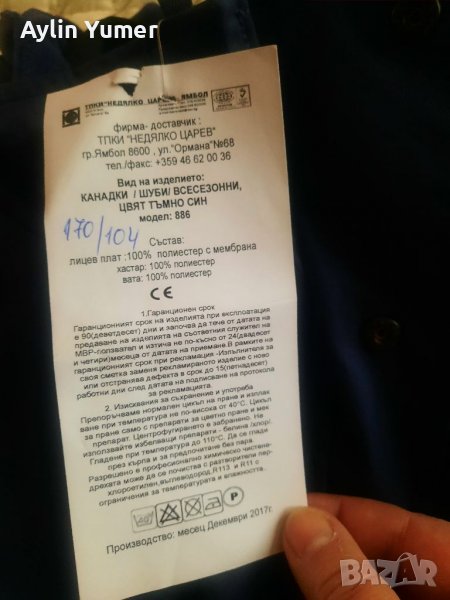 Aylin Yumer
ТПКИ"НЕДЯЛКО ЦАРЕВ" ЯМБОЛ
фирма- доставчик :
ТПКИ "НЕДЯЛКО ЦАРЕВ"
гр.Ямбол 8600 , ул."Ормана"№68
тел./факс: +359 46 62 00 36
Вид на изделието:
КАНАДКИ / ШУБИ/ ВСЕСЕЗОННИ,
ЦВЯТ ТЪМНО СИН
модел: 886
170/104
Състав:
лицев плат :100% полиестер с мембрана
хастар: 100% полиестер
вата: 100% полиестер
CE
1.Гаранционен срок
Гаранционният срок на изделията при експлоатация
е 90(деветдесет) дни и започва да тече от датата на
предаване на изделията на съответния служител на
МВР-ползвател и изтича не по-късно от 24(двадесет
и четири)месеца от датата на приемане.В рамките на
гаранционният срок при рекламация -Изпълнителя за
своя сметка заменя рекламираното изделие с ново
или отстранява дефекта в срок до 15(петнадесет)
работни дни след датата на подписване на протокола
за рекламация.
2. Изисквания за съхранение и употреба
Препоръчваме нормален цикъл на пране и изплак
ване при температура не по-висока от 40°C. Цикъл
за пране само с препарати за цветно пране и мек
препарат. Центрофугирането е забранено. Не
използвайте избелващи препарати - белина /хлор/.
Гладене при температура до 110°C. Да се глади
през кърпа и за предпочитане без пара.
Разрешено е професионално химическо чистене-
дрехата може да се почиства с разтворители пер-
хлоретилен,въглеводород R113 и R11 с
ограничения за температурата и влажността.
P
Производство: месец Декември 2017г.
bazar.bg